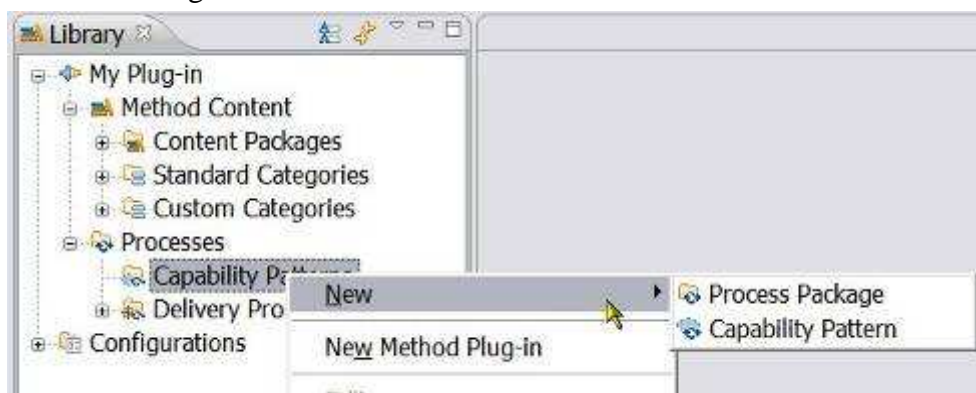 Library
My Plug-in
Method Content
Content Packages
Standard Categories
Custom Categories
Processes
Capability
Delivery Pro
Configurations
New
New Method Plug-in
Process Package
Capability Pattern